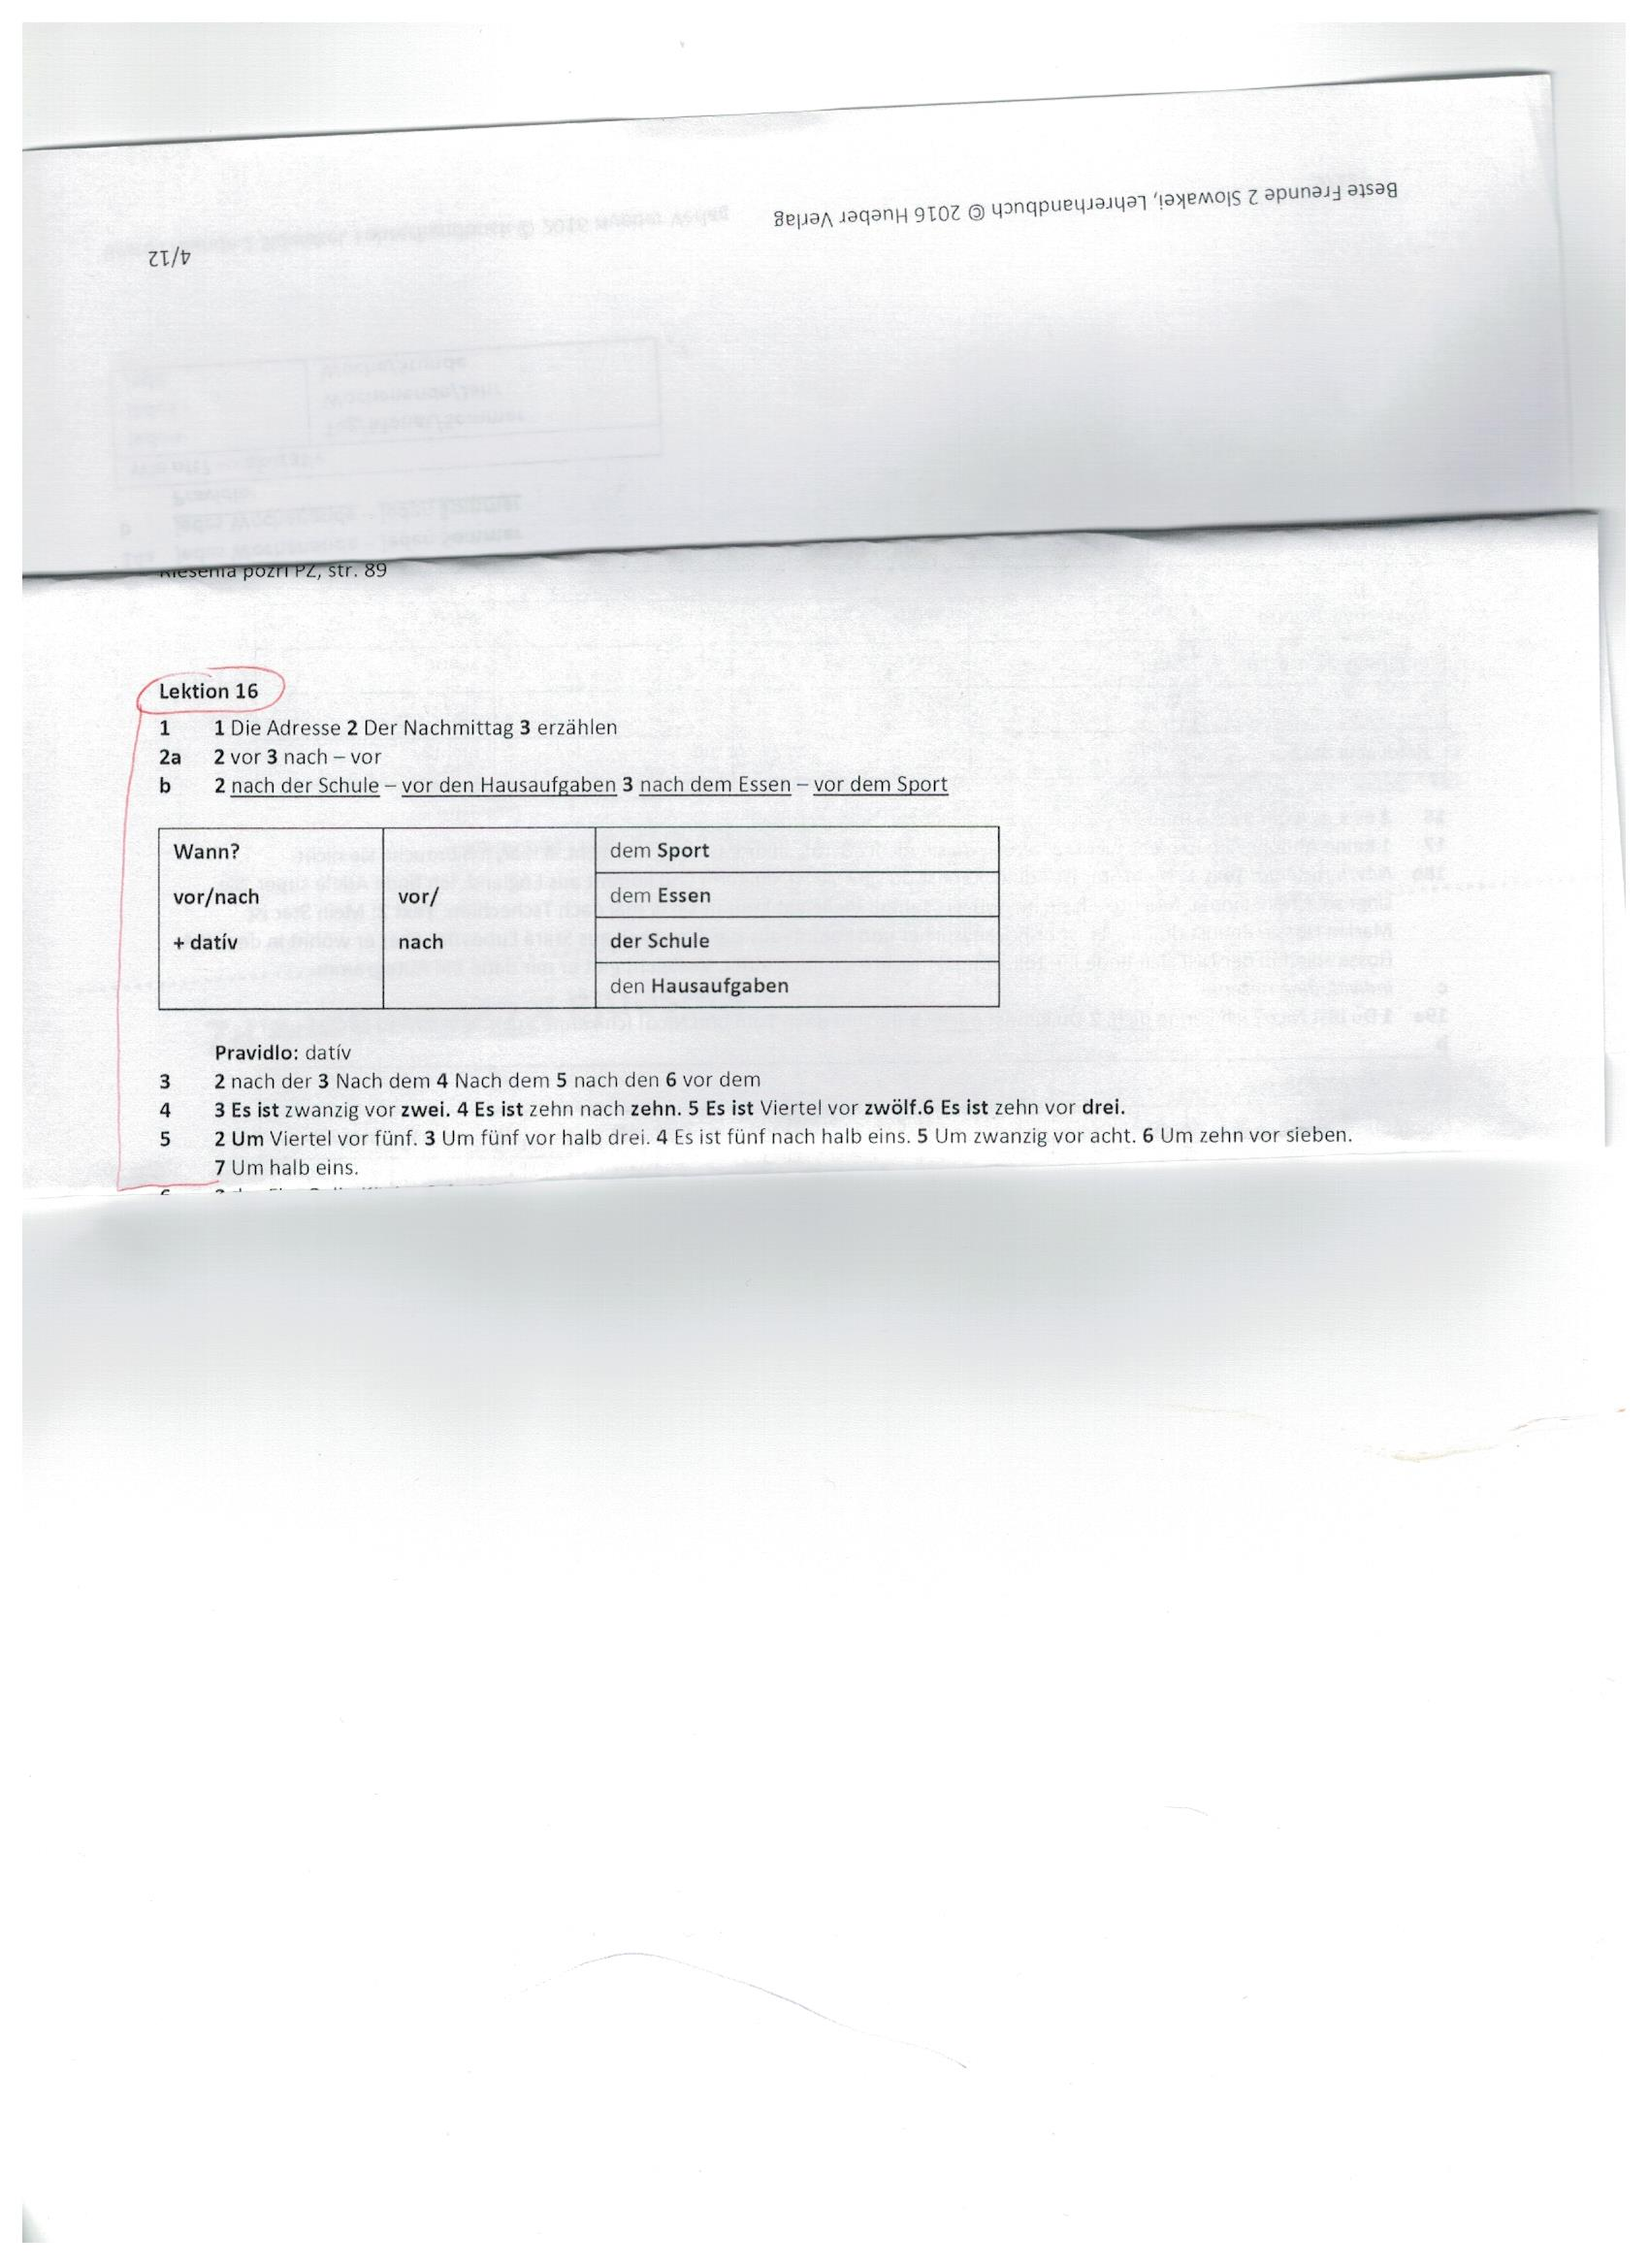 Beste Freunde 2 Slowakei, Lehrerhandbuch © 2016 Hueber Verlag
4/12
Riešenia pozri PZ, str. 89
Lektion 16
1 1 Die Adresse 2 Der Nachmittag 3 erzählen
2a 2 vor 3 nach – vor
b 2 nach der Schule – vor den Hausaufgaben 3 nach dem Essen – vor dem Sport
Wann?
vor/nach
+ datív
vor/
nach
dem Sport
dem Essen
der Schule
den Hausaufgaben
Pravidlo: datív
3 2 nach der 3 Nach dem 4 Nach dem 5 nach den 6 vor dem
4 3 Es ist zwanzig vor zwei. 4 Es ist zehn nach zehn. 5 Es ist Viertel vor zwölf.6 Es ist zehn vor drei.
5 2 Um Viertel vor fünf. 3 Um fünf vor halb drei. 4 Es ist fünf nach halb eins. 5 Um zwanzig vor acht. 6 Um zehn vor sieben.
7 Um halb eins.